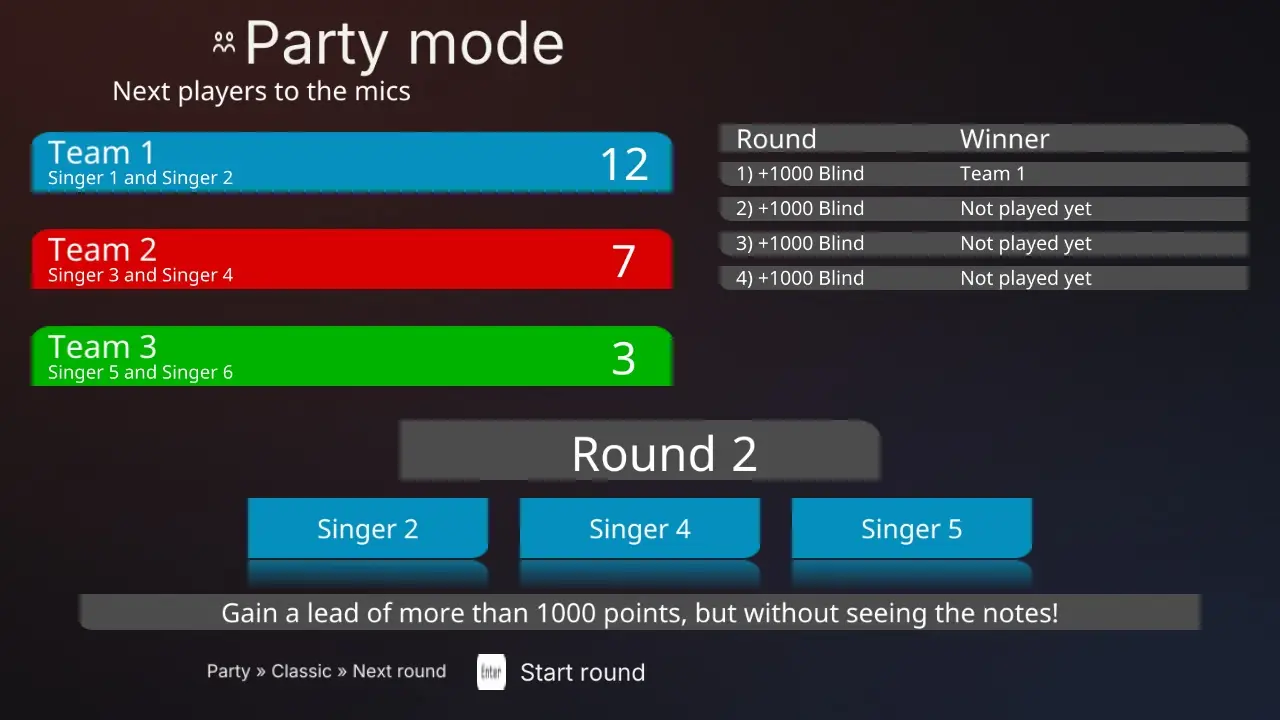 Party mode
Next players to the mics
Team 1
Singer 1 and Singer 2
12
Team 2
Singer 3 and Singer 4
7
Team 3
Singer 5 and Singer 6
3
Round Winner
1) +1000 Blind Team 1
2) +1000 Blind Not played yet
3) +1000 Blind Not played yet
4) +1000 Blind Not played yet
Round 2
Singer 2 Singer 4 Singer 5
Gain a lead of more than 1000 points, but without seeing the notes!
Party » Classic » Next round Enter Start round